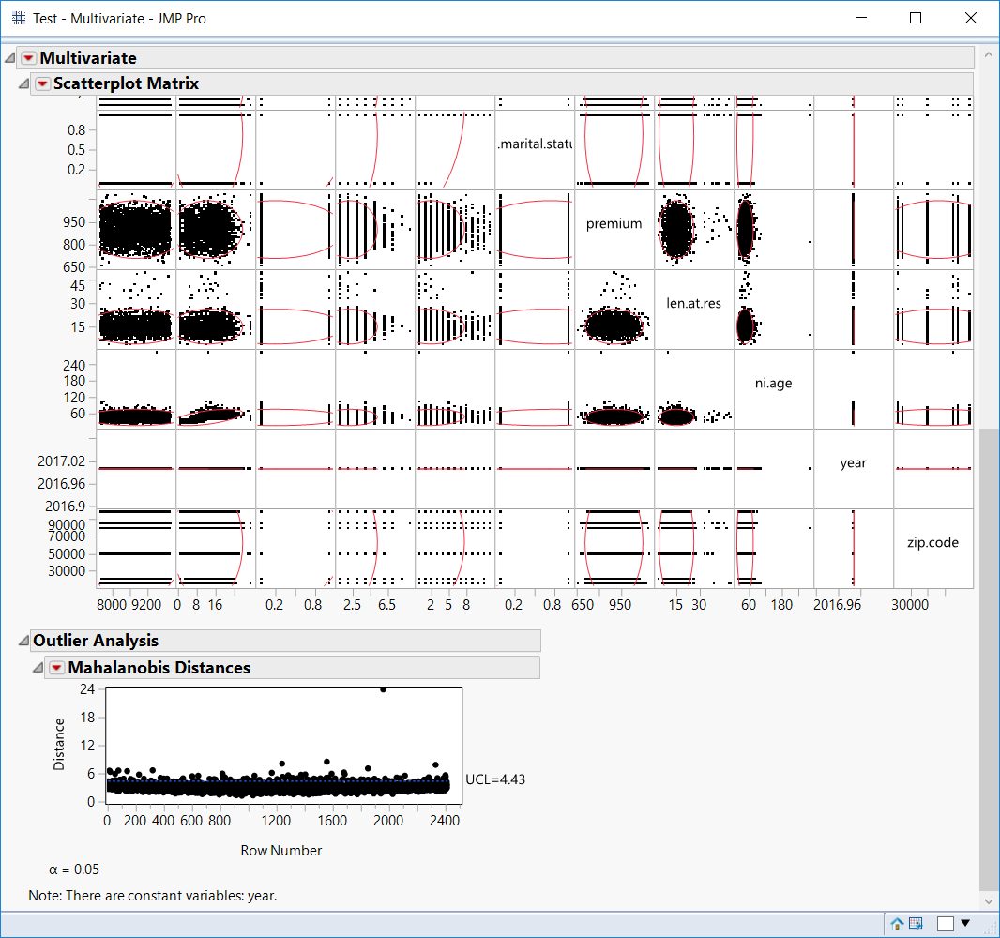 Test - Multivariate - JMP Pro
Multivariate
Scatterplot Matrix
0.8
0.5
0.2
.marital.statu
950
800
650
premium
45
30
15
len.at.res
240
180
120
60
ni.age
2017.02
2016.96
2016.9
year
90000
70000
50000
30000
zip.code
8000 9200 0 8 16 0.2 0.8 2.5 6.5 2 5 8 0.2 0.8 650 950 15 30 60 180 2016.96 30000
Outlier Analysis
Mahalanobis Distances
24
18
12
6
0
Distance
UCL=4.43
0 200 400 600 800 1200 1600 2000 2400
Row Number
α = 0.05
Note: There are constant variables: year.